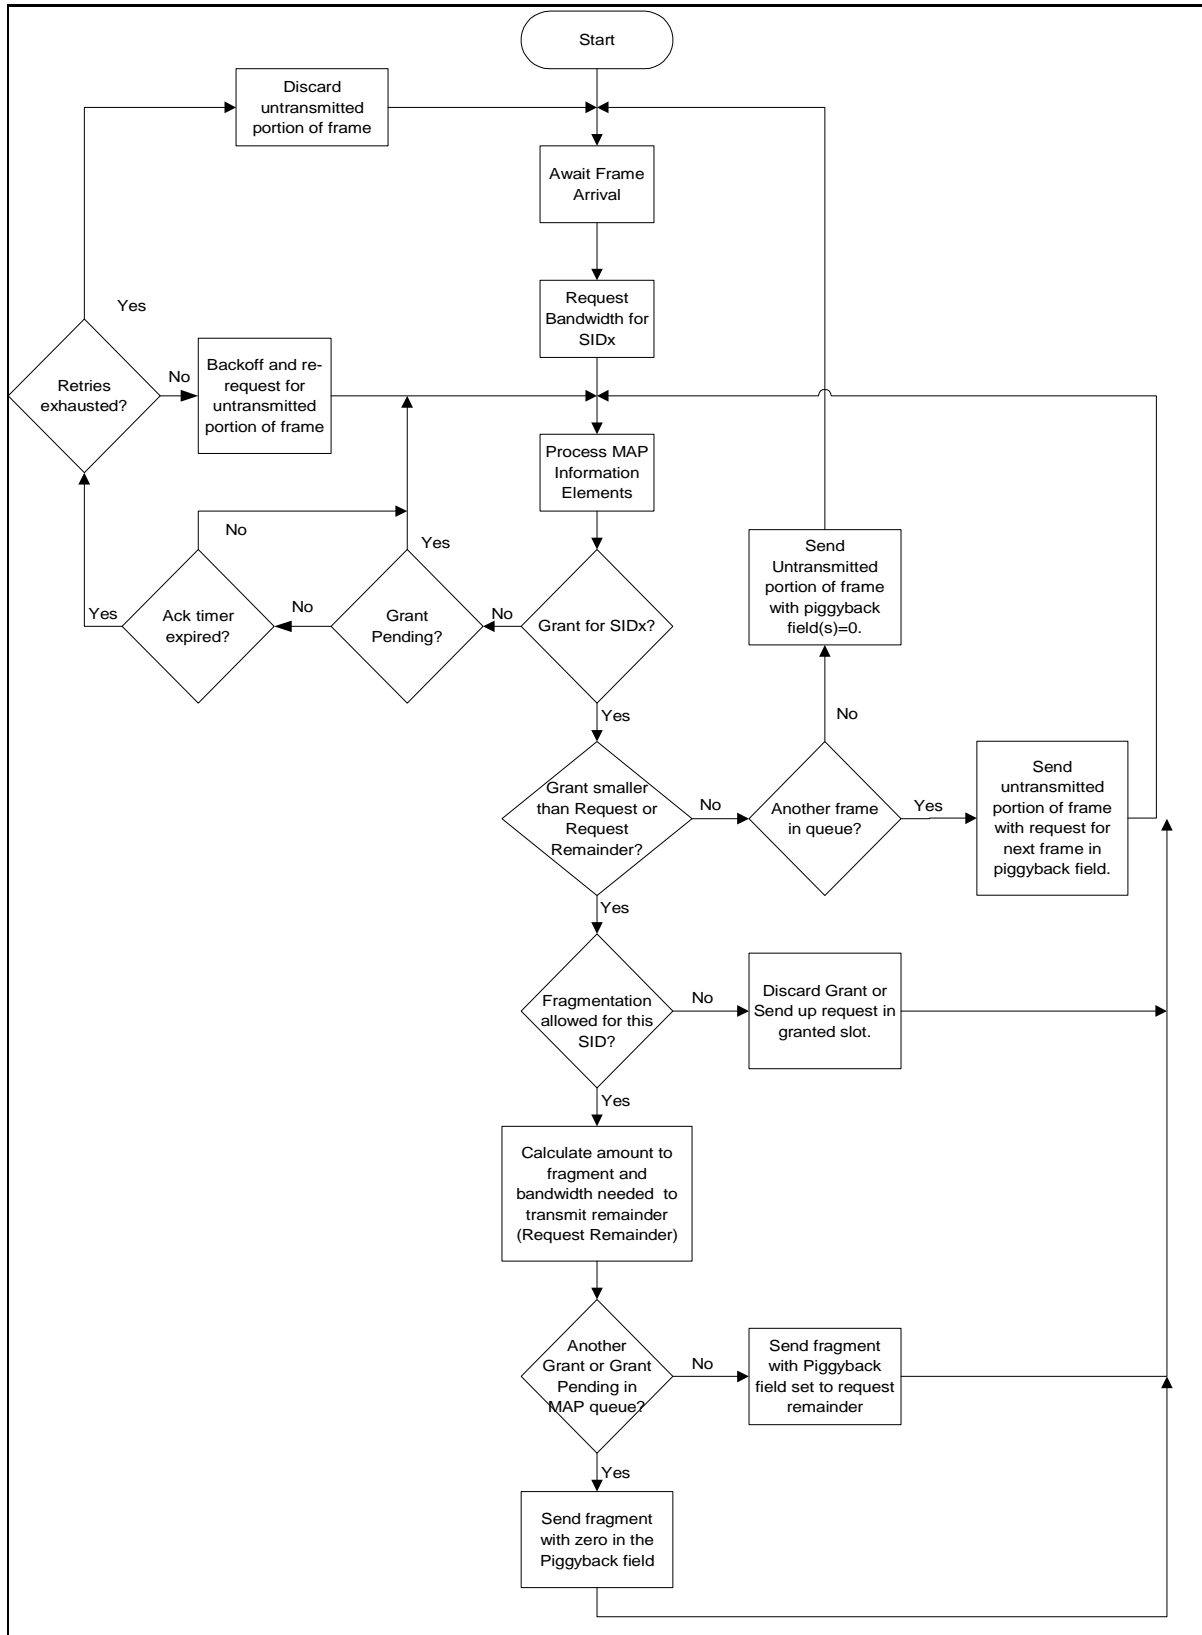 Start
Discard
untransmitted
portion of frame
Await Frame
Arrival
Request
Bandwidth for
SIDx
Yes
Retries
exhausted?
No
Backoff and re-
request for
untransmitted
portion of frame
Process MAP
Information
Elements
No
Yes
Send
Untransmitted
portion of frame
with piggyback
field(s)=0.
Yes
Ack timer
expired?
No
Grant
Pending?
No
Grant for SIDx?
Yes
No
Grant smaller
than Request or
Request
Remainder?
No
Another frame
in queue?
Yes
Send
untransmitted
portion of frame
with request for
next frame in
piggyback field.
Yes
Fragmentation
allowed for this
SID?
No
Discard Grant or
Send up request in
granted slot.
Yes
Calculate amount to
fragment and
bandwidth needed to
transmit remainder
(Request Remainder)
Another
Grant or Grant
Pending in
MAP queue?
No
Send fragment
with Piggyback
field set to request
remainder
Yes
Send fragment
with zero in the
Piggyback field